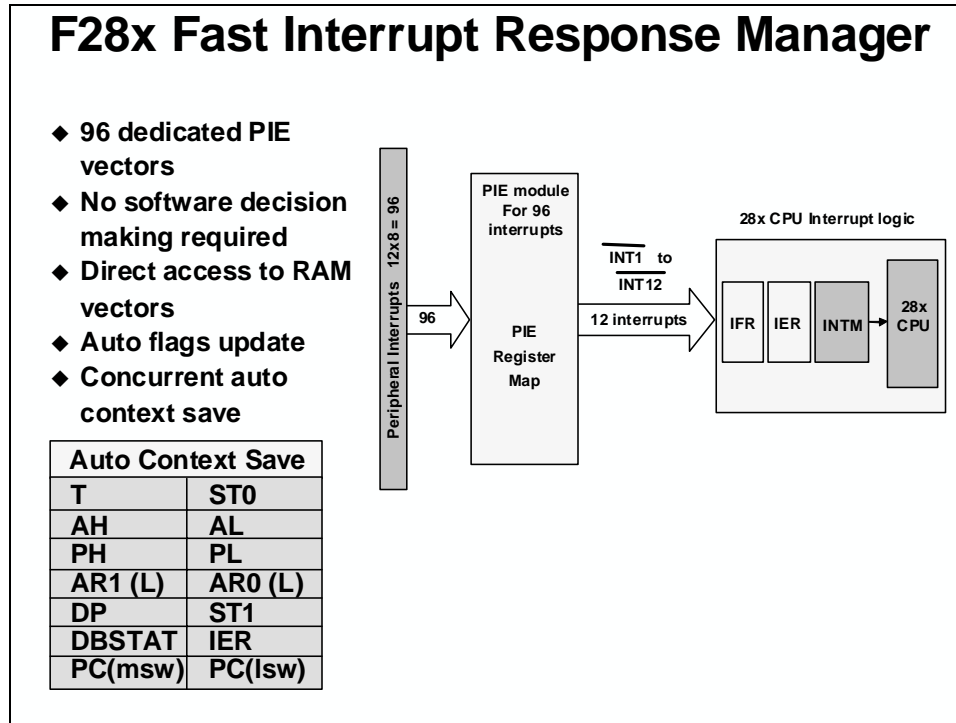 F28x Fast Interrupt Response Manager
◆ 96 dedicated PIE
vectors
◆ No software decision
making required
◆ Direct access to RAM
vectors
◆ Auto flags update
◆ Concurrent auto
context save
Auto Context Save
T ST0
AH AL
PH PL
AR1 (L) AR0 (L)
DP ST1
DBSTAT IER
PC(msw) PC(lsw)
Peripheral Interrupts 12x8 = 96
96
PIE module
For 96
interrupts
PIE
Register
Map
INT1 to
INT12
12 interrupts
28x CPU Interrupt logic
IFR
IER
INTM
28x
CPU